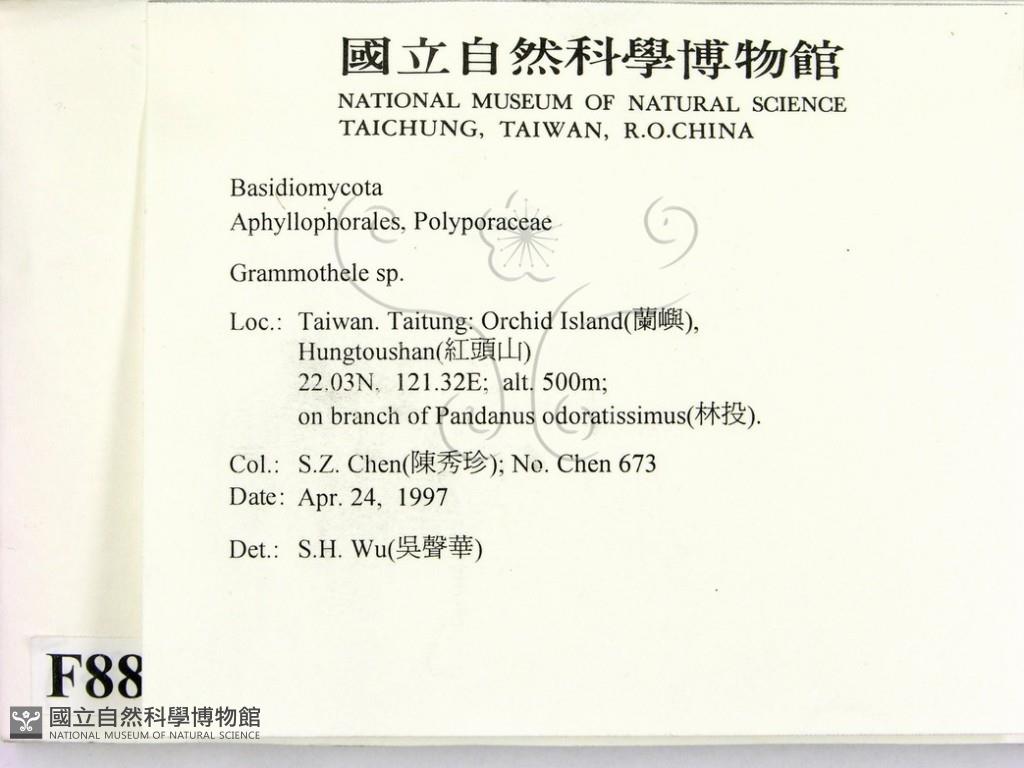 國立自然科學博物館
NATIONAL MUSEUM OF NATURAL SCIENCE
TAICHUNG, TAIWAN, R.O.CHINA
Basidiomycota
Aphyllophorales, Polyporaceae
Grammothele sp.
Loc.: Taiwan. Taitung: Orchid Island(蘭嶼),
Hungtoushan(紅頭山)
22.03N, 121.32E; alt. 500m;
on branch of Pandanus odoratissimus(林投).
Col.: S.Z. Chen(陳秀珍); No. Chen 673
Date: Apr. 24, 1997
Det.: S.H. Wu(吳聲華)
F88
國立自然科學博物館
NATIONAL MUSEUM OF NATURAL SCIENCE